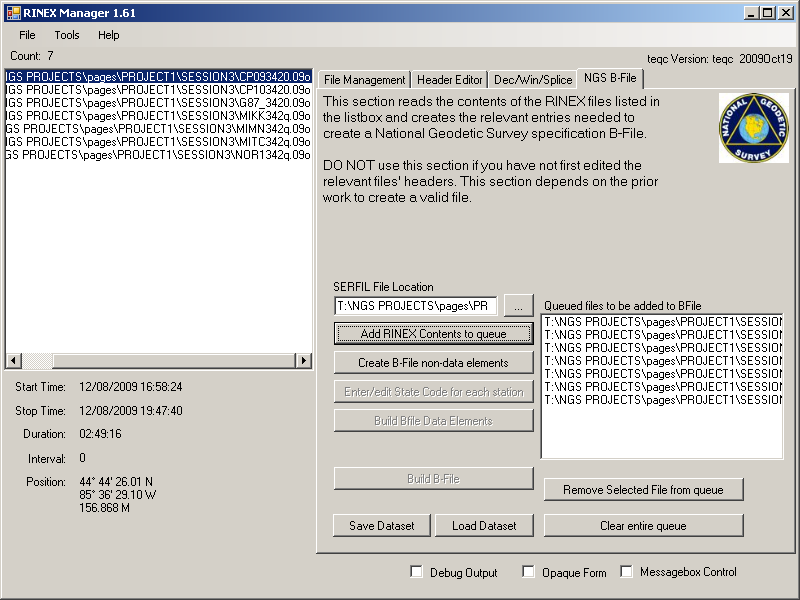 RINEX Manager 1.61
File Tools Help
Count: 7
teqc Version: teqc 2009Oct19
IGS PROJECTS\pages\PROJECT1\SESSION3\CP093420.09o
IGS PROJECTS\pages\PROJECT1\SESSION3\CP103420.09o
IGS PROJECTS\pages\PROJECT1\SESSION3\G87_3420.09o
IGS PROJECTS\pages\PROJECT1\SESSION3\MIKK342q.09o
GS PROJECTS\pages\PROJECT1\SESSION3\MIMN342q.09o
IGS PROJECTS\pages\PROJECT1\SESSION3\MITC342q.09o
GS PROJECTS\pages\PROJECT1\SESSION3\NOR1342q.09o
Start Time: 12/08/2009 16:58:24
Stop Time: 12/08/2009 19:47:40
Duration: 02:49:16
Interval: 0
Position: 44° 44' 26.01 N
85° 36' 29.10 W
156.868 M
File Management Header Editor Dec/Win/Splice NGS B-File
This section reads the contents of the RINEX files listed in
the listbox and creates the relevant entries needed to
create a National Geodetic Survey specification B-File.
DO NOT use this section if you have not first edited the
relevant files' headers. This section depends on the prior
work to create a valid file.
NATIONAL GEODETIC
SURVEY
SERFIL File Location
T:\NGS PROJECTS\pages\PR ...
Add RINEX Contents to queue
Create B-File non-data elements
Enter/edit State Code for each station
Build Bfile Data Elements
Build B-File
Save Dataset Load Dataset
Queued files to be added to BFile
T:\NGS PROJECTS\pages\PROJECT1\SESSION
T:\NGS PROJECTS\pages\PROJECT1\SESSION
T:\NGS PROJECTS\pages\PROJECT1\SESSION
T:\NGS PROJECTS\pages\PROJECT1\SESSION
T:\NGS PROJECTS\pages\PROJECT1\SESSION
T:\NGS PROJECTS\pages\PROJECT1\SESSION
T:\NGS PROJECTS\pages\PROJECT1\SESSION
Remove Selected File from queue
Clear entire queue
Debug Output Opaque Form Messagebox Control